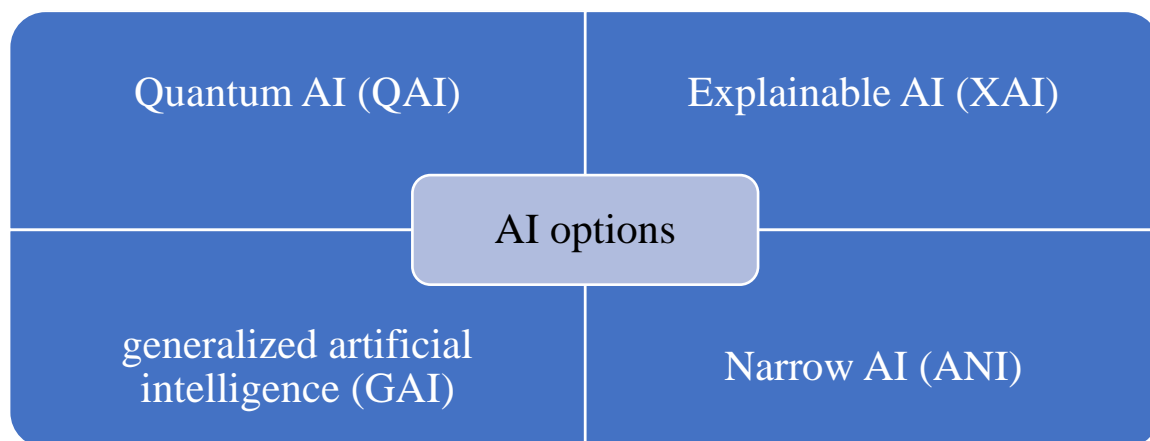 Quantum AI (QAI)
Explainable AI (XAI)
AI options
generalized artificial
intelligence (GAI)
Narrow AI (ANI)